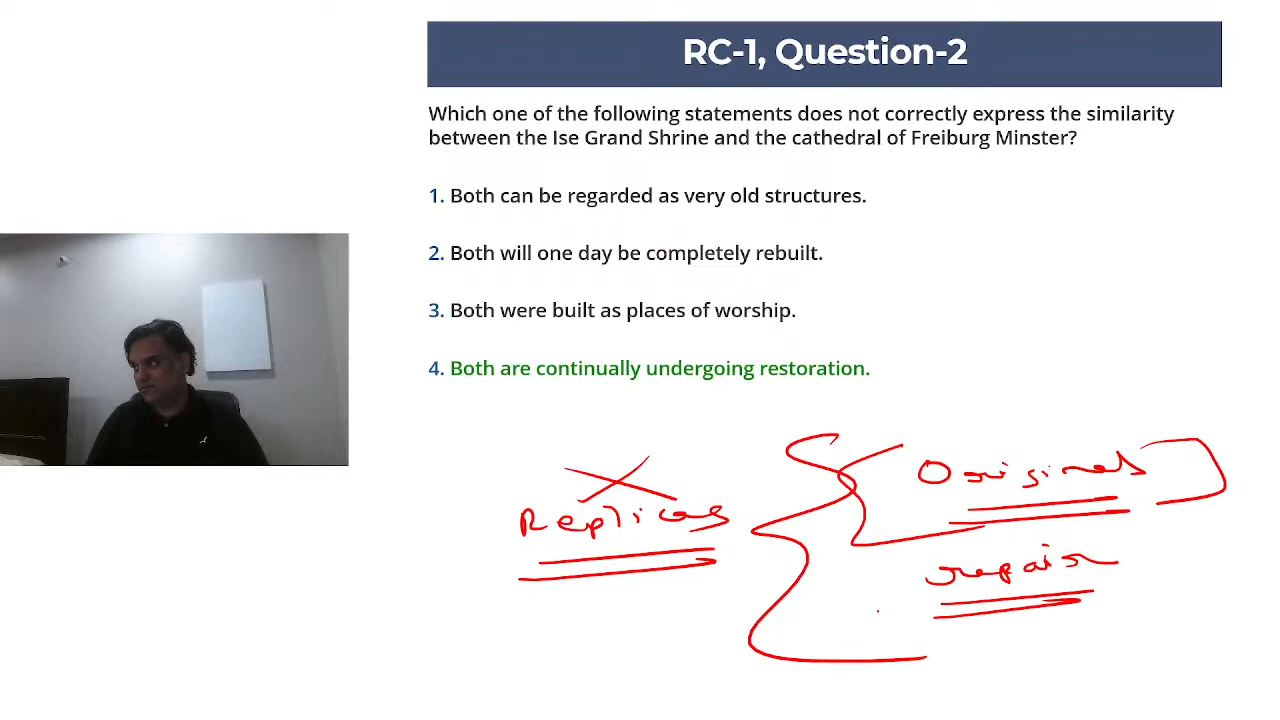 RC-1, Question-2
Which one of the following statements does not correctly express the similarity
between the Ise Grand Shrine and the cathedral of Freiburg Minster?
1. Both can be regarded as very old structures.
2. Both will one day be completely rebuilt.
3. Both were built as places of worship.
4. Both are continually undergoing restoration.
Originals
Replicas
repair